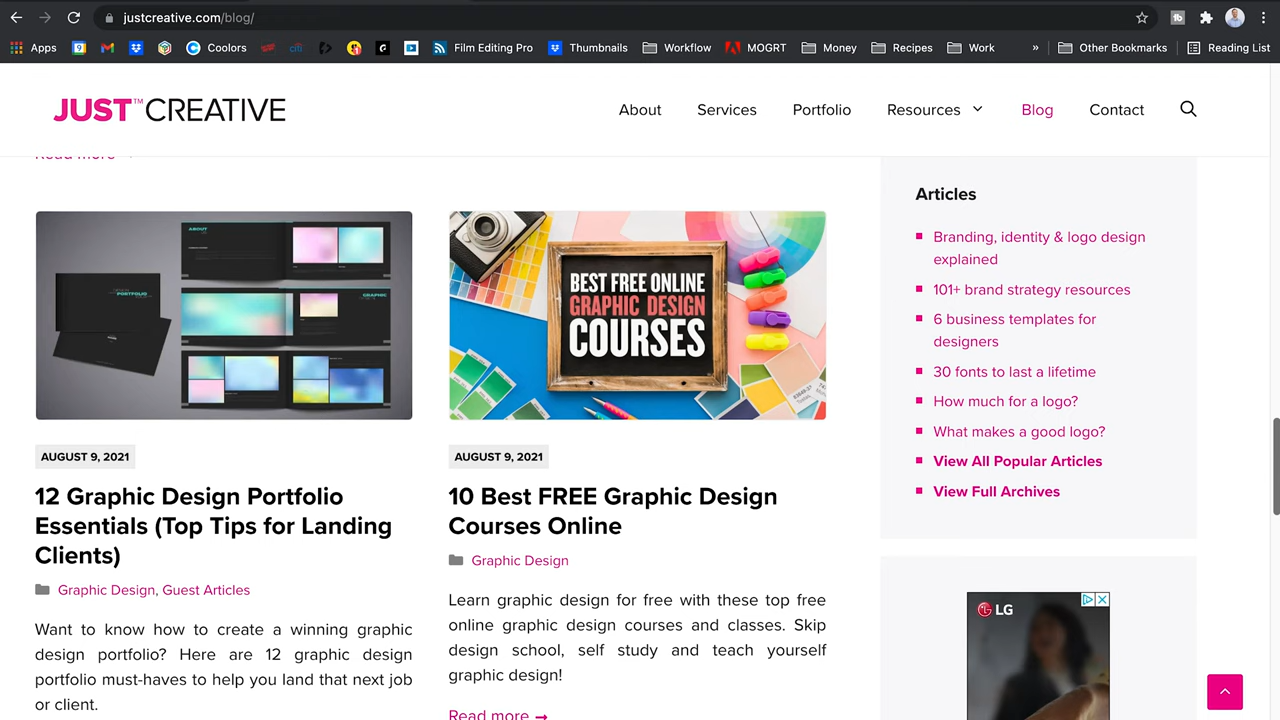 justcreative.com/blog/
Apps
Coolors
Film Editing Pro
Thumbnails
Workflow
MOGRT
Money
Recipes
Work
»
Other Bookmarks
Reading List
JUST™CREATIVE
About
Services
Portfolio
Resources
Blog
Contact
Read more
ABOUT
PORTFOLIO
GRAPHIC
BEST FREE ONLINE
GRAPHIC DESIGN
COURSES
AUGUST 9, 2021
12 Graphic Design Portfolio
Essentials (Top Tips for Landing
Clients)
Graphic Design, Guest Articles
Want to know how to create a winning graphic
design portfolio? Here are 12 graphic design
portfolio must-haves to help you land that next job
or client.
AUGUST 9, 2021
10 Best FREE Graphic Design
Courses Online
Graphic Design
Learn graphic design for free with these top free
online graphic design courses and classes. Skip
design school, self study and teach yourself
graphic design!
Read more →
Articles
Branding, identity & logo design
explained
101+ brand strategy resources
6 business templates for
designers
30 fonts to last a lifetime
How much for a logo?
What makes a good logo?
View All Popular Articles
View Full Archives
LG